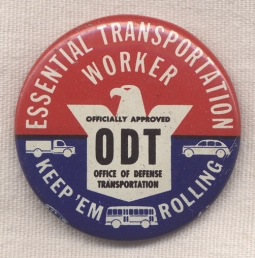 ESSENTIAL TRANSPORTATION
WORKER
OFFICIALLY APPROVED
ODT
OFFICE OF DEFENSE
TRANSPORTATION
KEEP 'EM ROLLING